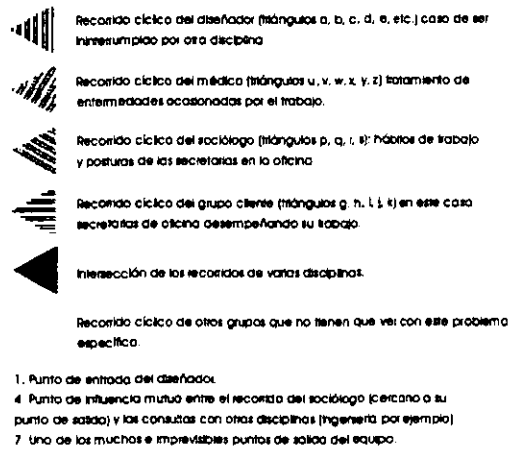 Recorrido cíclico del diseñador (triángulos a, b, c, d, e, etc.) caso de ser
ininterrumpido por otra disciplina
Recorrido cíclico del médico (triángulos u, v, w, x, y, z) tratamiento de
enfermedades ocasionadas por el trabajo.
Recorrido cíclico del sociólogo (triángulos p, q, r, s): hábitos de trabajo
y posturas de las secretarias en la oficina
Recorrido cíclico del grupo cliente (triángulos g, h, i, j, k) en este caso
secretarias de oficina desempeñando su trabajo.
Intersección de los recorridos de varias disciplinas.
Recorrido cíclico de otros grupos que no tienen que ver con este problema
específico.
1. Punto de entrada del diseñador.
4 Punto de influencia mutua entre el recorrido del sociólogo (cercano a su
punto de salida) y las consultas con otras disciplinas (ingeniería por ejemplo)
7 Uno de los muchos e imprevisibles puntos de salida del equipo.